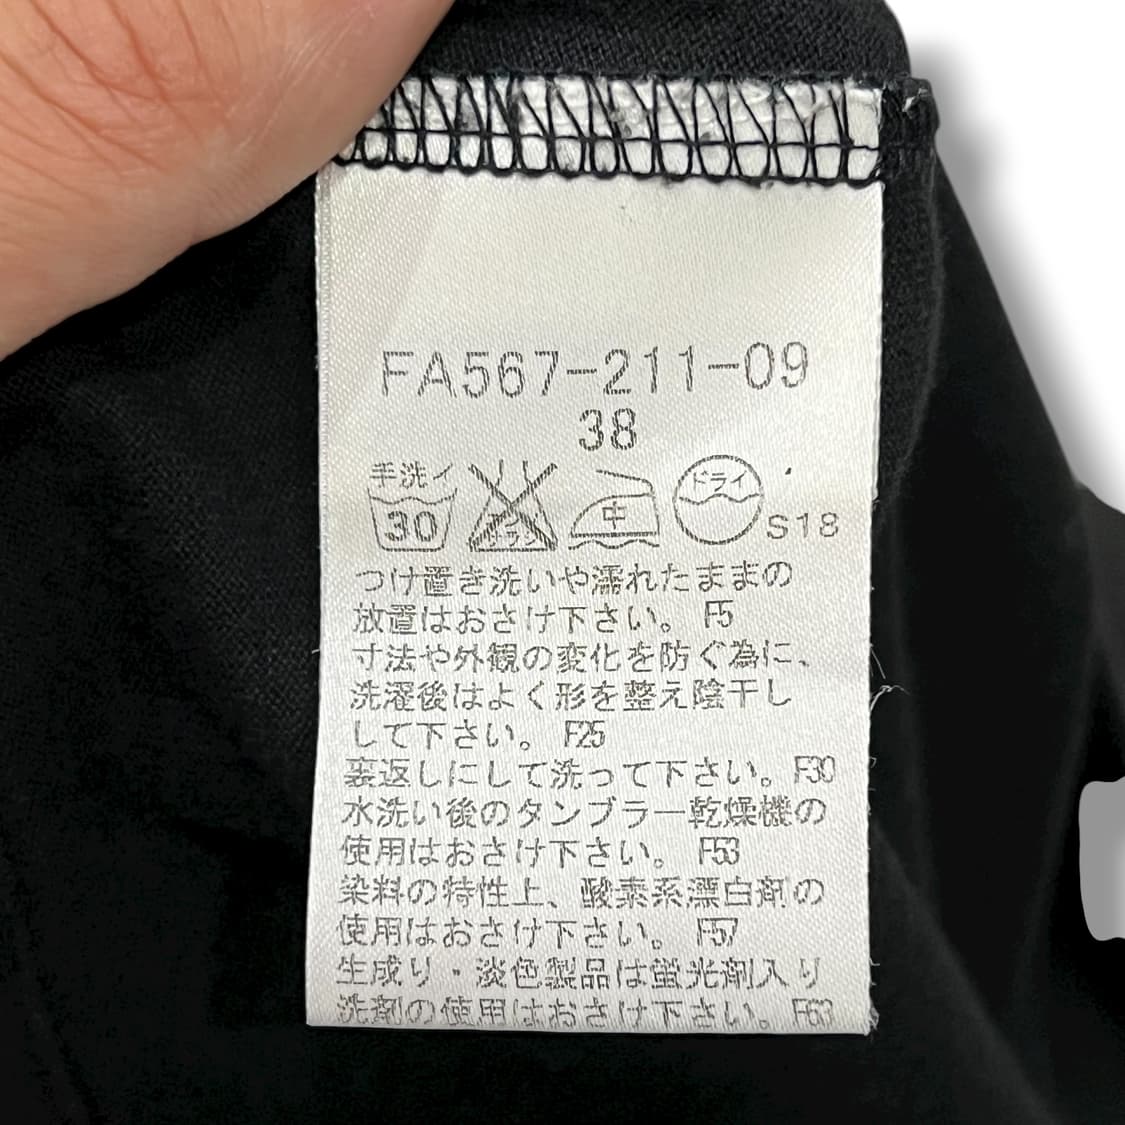 FA567-211-09
38
手洗イ
30
エンソ
サラシ
中
ドライ
S18
つけ置き洗いや濡れたままの
放置はおさけ下さい。 F5
寸法や外観の変化を防ぐ為に、
洗濯後はよく形を整え陰干し
して下さい。 F25
裏返しにして洗って下さい。F30
水洗い後のタンブラー乾燥機の
使用はおさけ下さい。 F53
染料の特性上、酸素系漂白剤の
使用はおさけ下さい。 F57
生成り・淡色製品は蛍光剤入り
洗剤の使用はおさけ下さい。F63